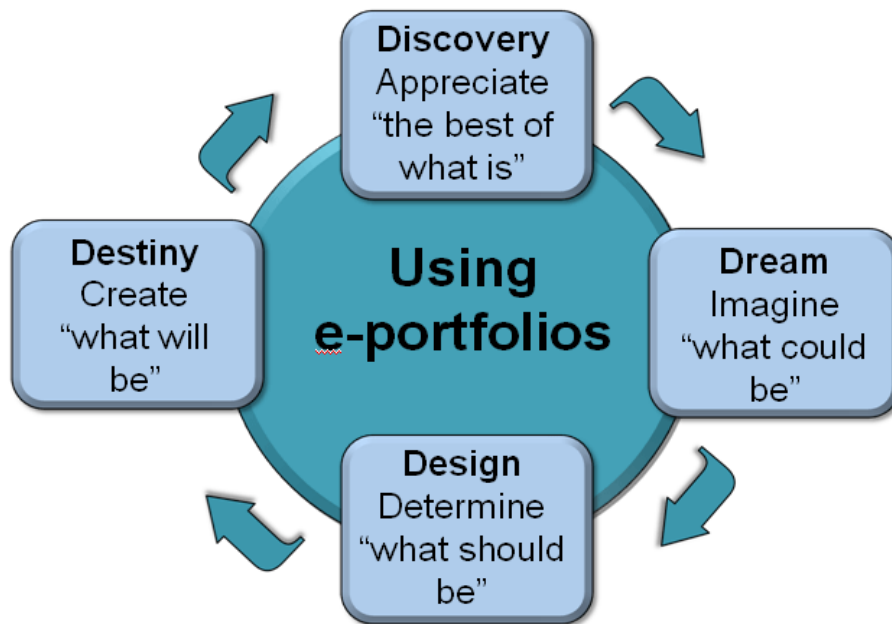 Discovery
Appreciate
“the best of
what is”
Using
e-portfolios
Destiny
Create
“what will
be”
Dream
Imagine
“what could
be”
Design
Determine
“what should
be”